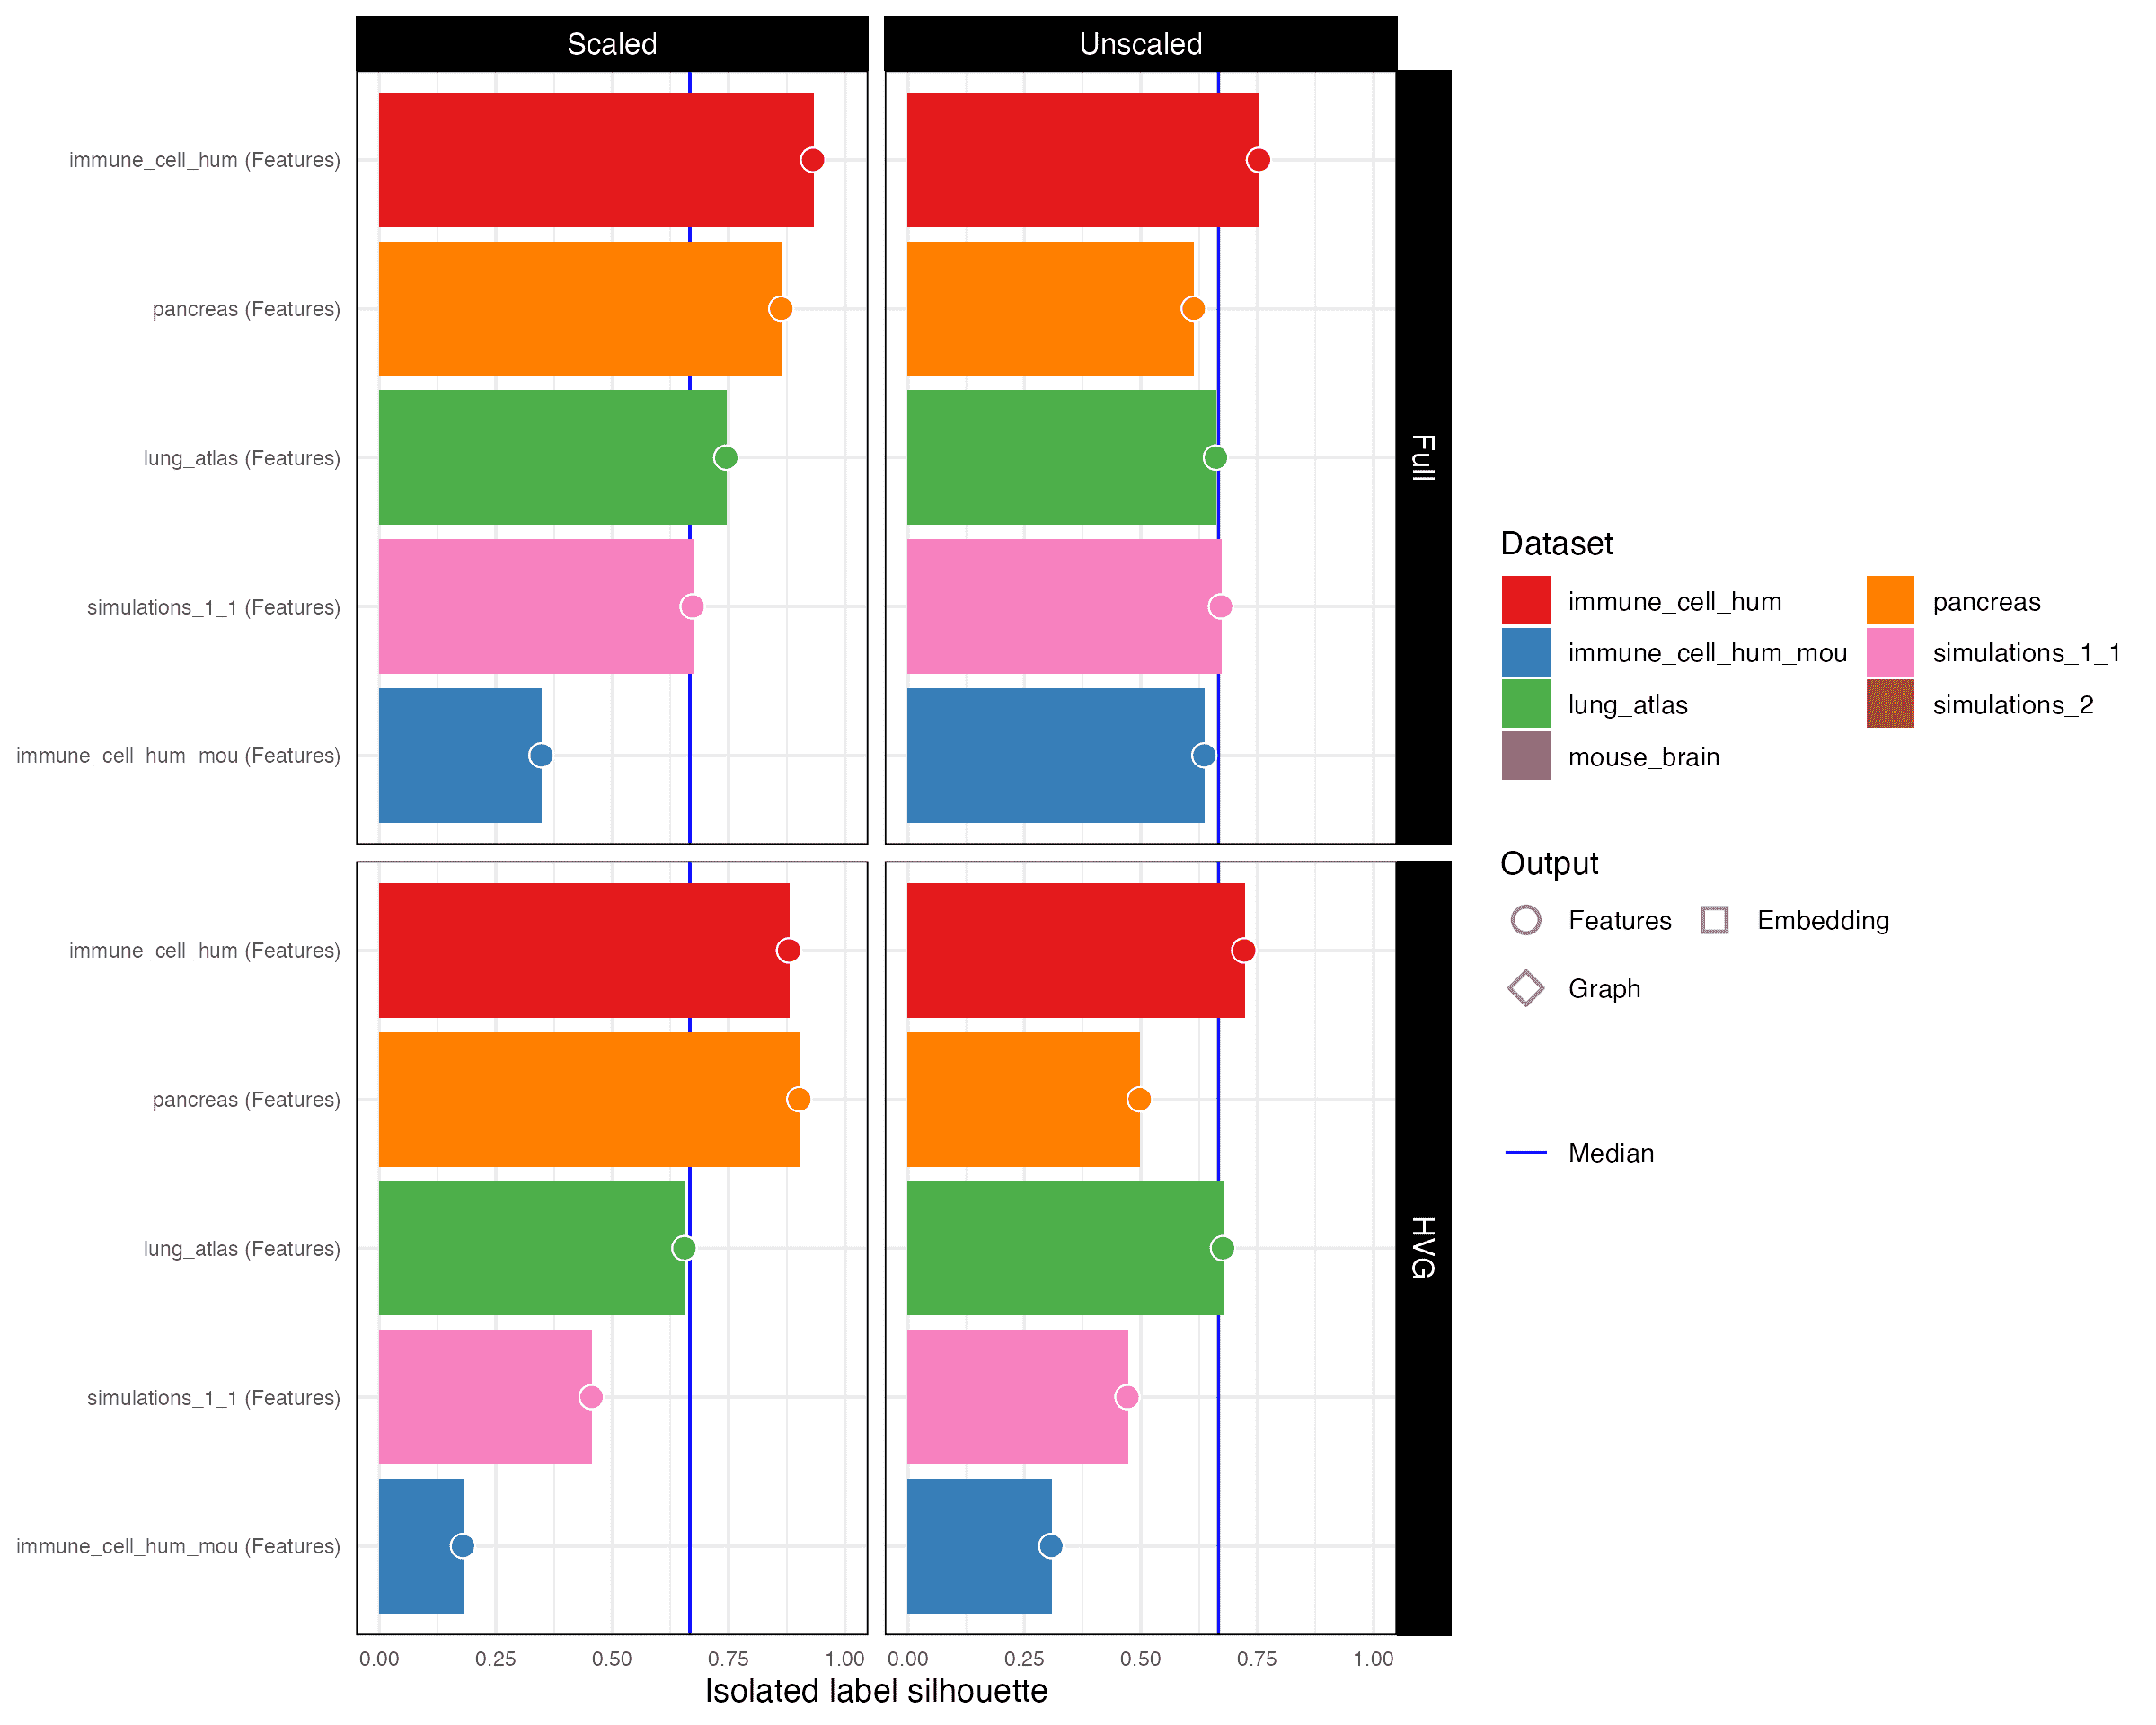 Scaled
Unscaled
immune_cell_hum (Features)
pancreas (Features)
lung_atlas (Features)
simulations_1_1 (Features)
immune_cell_hum_mou (Features)
Full
immune_cell_hum (Features)
pancreas (Features)
lung_atlas (Features)
simulations_1_1 (Features)
immune_cell_hum_mou (Features)
HVG
0.00 0.25 0.50 0.75 1.00
0.00 0.25 0.50 0.75 1.00
Isolated label silhouette
Dataset
immune_cell_hum
immune_cell_hum_mou
lung_atlas
mouse_brain
pancreas
simulations_1_1
simulations_2
Output
Features
Embedding
Graph
Median